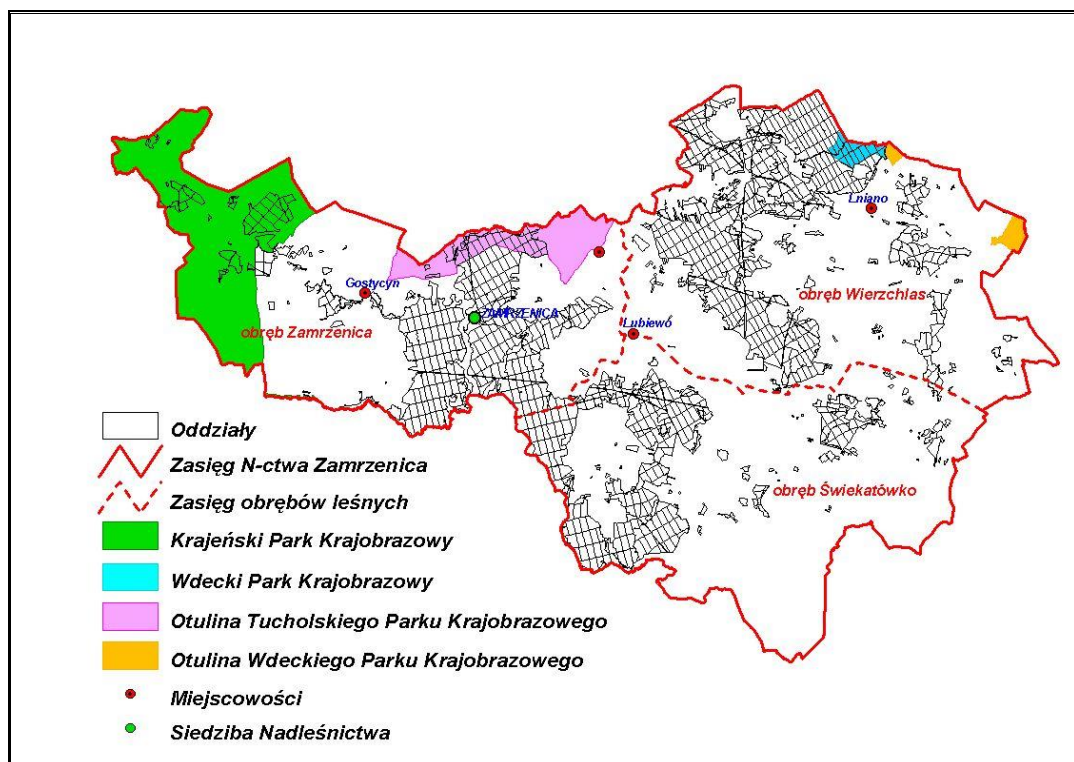 Lniano
Gostycyn
obręb Wierzchlas
ZAMRZENICA
obręb Zamrzenica
Lubiewo
obręb Świekatówko
Oddziały
Zasięg N-ctwa Zamrzenica
Zasięg obrębów leśnych
Krajeński Park Krajobrazowy
Wdecki Park Krajobrazowy
Otulina Tucholskiego Parku Krajobrazowego
Otulina Wdeckiego Parku Krajobrazowego
Miejscowości
Siedziba Nadleśnictwa